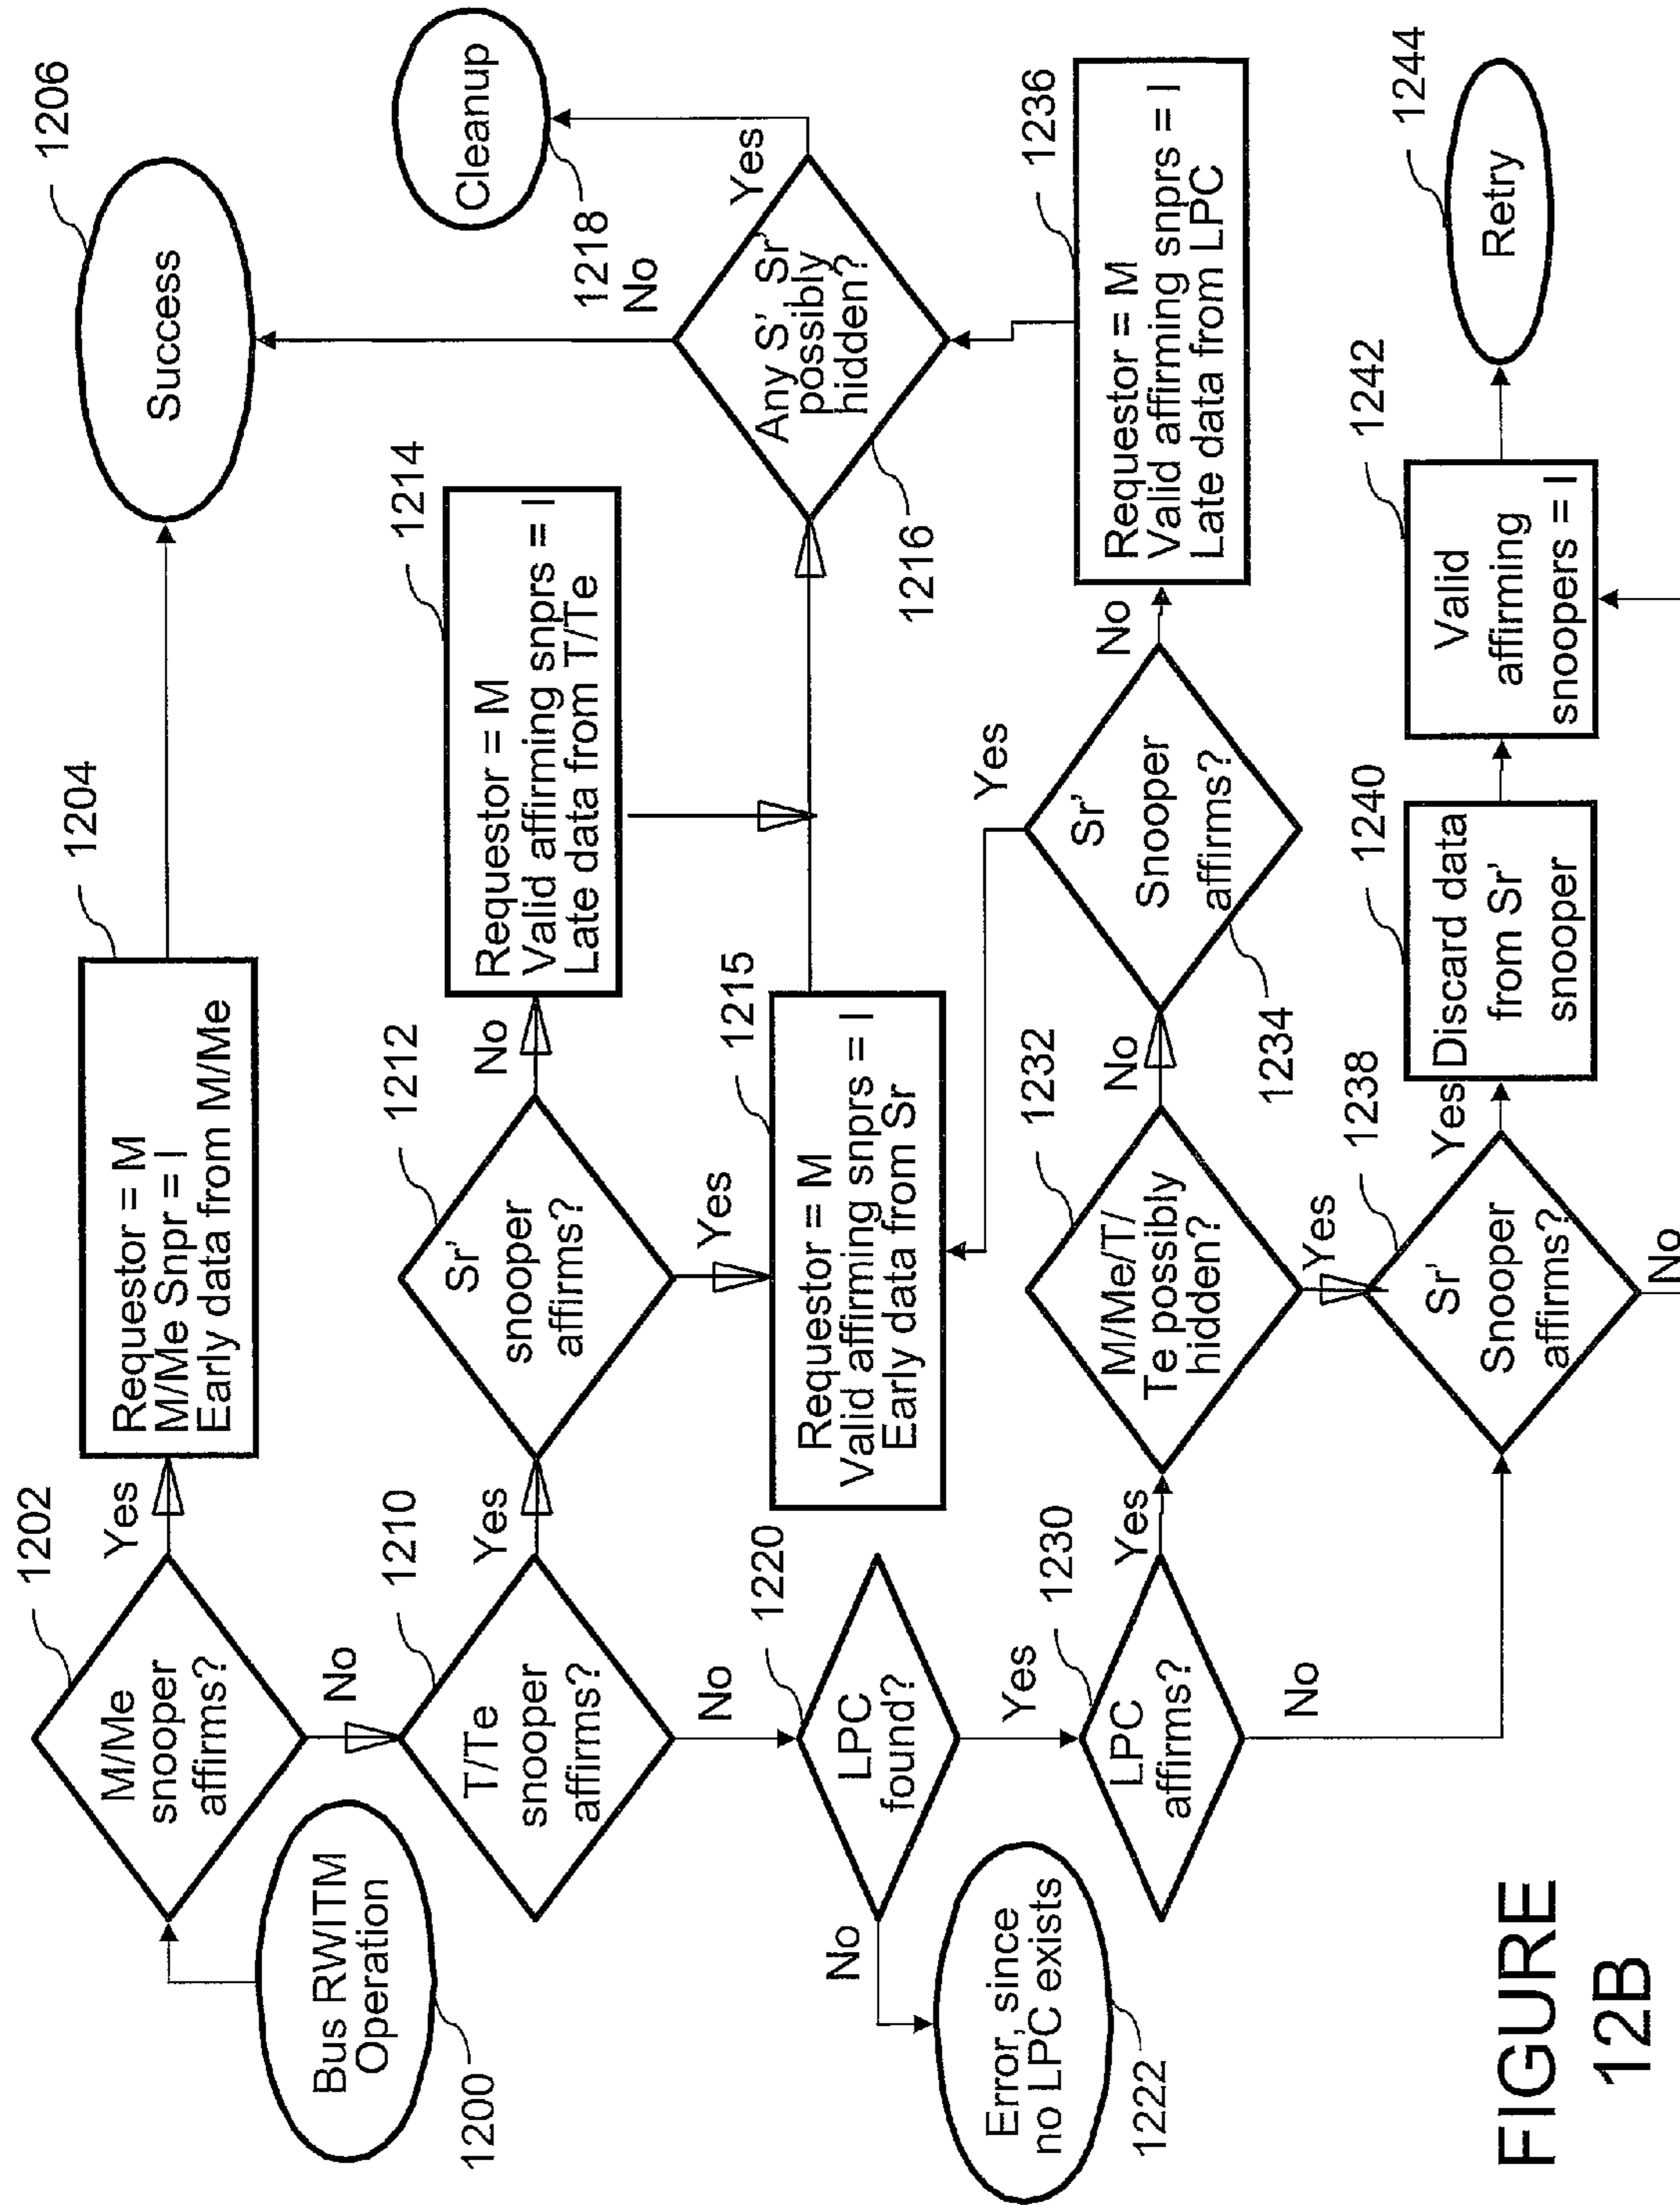 1200
Bus RWITM
Operation
1202
M/Me
snooper
affirms?
Yes
No
1204
Requestor = M
M/Me Snpr = I
Early data from M/Me
1206
Success
1210
T/Te
snooper
affirms?
Yes
No
1212
Sr'
snooper
affirms?
No
Yes
1214
Requestor = M
Valid affirming snprs = I
Late data from T/Te
1215
Requestor = M
Valid affirming snprs = I
Early data from Sr
1216
Any S' Sr'
possibly
hidden?
No
Yes
1218
Cleanup
1220
LPC
found?
No
Yes
1222
Error, since
no LPC exists
1230
LPC
affirms?
Yes
No
1232
M/Me/T/
Te possibly
hidden?
No
Yes
1234
Sr'
Snooper
affirms?
Yes
No
1236
Requestor = M
Valid affirming snprs = I
Late data from LPC
1238
Sr'
Snooper
affirms?
Yes
No
1240
Discard data
from Sr'
snooper
1242
Valid
affirming
snoopers = I
1244
Retry
FIGURE
12B